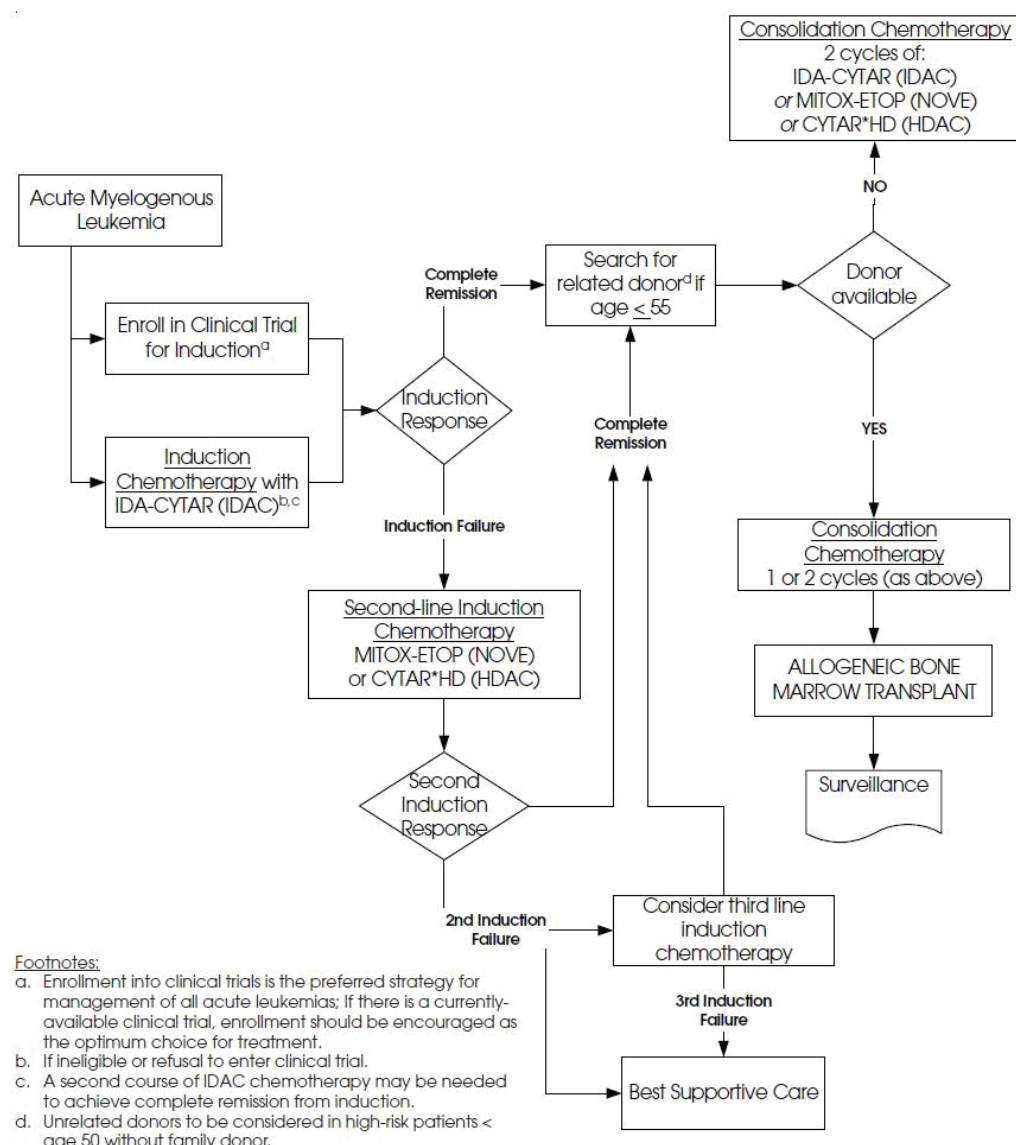 Consolidation Chemotherapy
2 cycles of:
IDA-CYTAR (IDAC)
or MITOX-ETOP (NOVE)
or CYTAR*HD (HDAC)
NO
Acute Myelogenous
Leukemia
Complete
Remission
Search for
related donorᵈ if
age < 55
Donor
available
Enroll in Clinical Trial
for Inductionᵃ
Induction
Response
Complete
Remission
YES
Induction
Chemotherapy with
IDA-CYTAR (IDAC)ᵇ,ᶜ
Induction Failure
Consolidation
Chemotherapy
1 or 2 cycles (as above)
Second-line Induction
Chemotherapy
MITOX-ETOP (NOVE)
or CYTAR*HD (HDAC)
ALLOGENEIC BONE
MARROW TRANSPLANT
Second
Induction
Response
Surveillance
2nd Induction
Failure
Consider third line
induction
chemotherapy
3rd Induction
Failure
Best Supportive Care
Footnotes:
a. Enrollment into clinical trials is the preferred strategy for
management of all acute leukemias; If there is a currently-
available clinical trial, enrollment should be encouraged as
the optimum choice for treatment.
b. If ineligible or refusal to enter clinical trial.
c. A second course of IDAC chemotherapy may be needed
to achieve complete remission from induction.
d. Unrelated donors to be considered in high-risk patients <
age 50 without family donor.